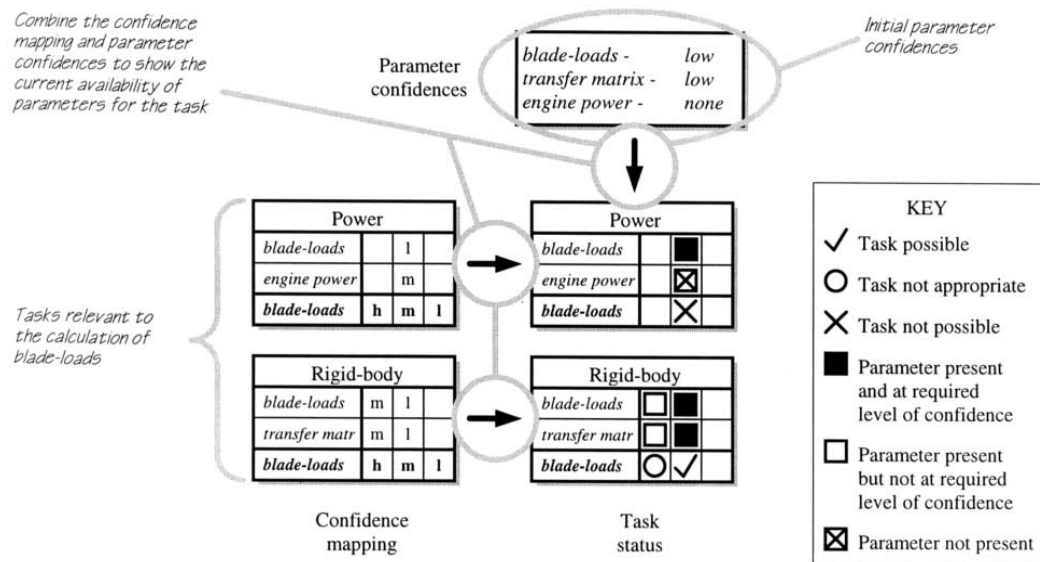 Combine the confidence
mapping and parameter
confidences to show the
current availability of
parameters for the task
Parameter
confidences
blade-loads - low
transfer matrix - low
engine power - none
Initial parameter
confidences
Tasks relevant to
the calculation of
blade-loads
Power
blade-loads l
engine power m
blade-loads h m l
Rigid-body
blade-loads m l
transfer matr m l
blade-loads h m l
Confidence
mapping
Power
blade-loads
engine power
blade-loads
Rigid-body
blade-loads
transfer matr
blade-loads
Task
status
KEY
Task possible
Task not appropriate
Task not possible
Parameter present
and at required
level of confidence
Parameter present
but not at required
level of confidence
Parameter not present